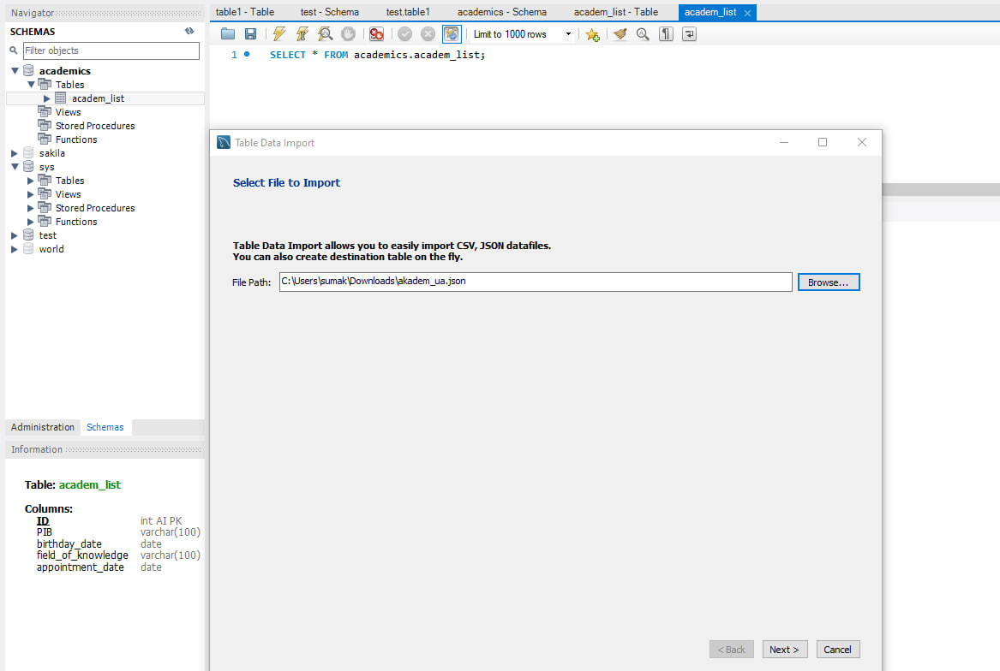 Navigator
SCHEMAS
Filter objects
academics
Tables
academ_list
Views
Stored Procedures
Functions
sakila
sys
Tables
Views
Stored Procedures
Functions
test
world
Administration Schemas
Information
Table: academ_list
Columns:
ID int AI PK
PIB varchar(100)
birthday_date date
field_of_knowledge varchar(100)
appointment_date date
table1 - Table test - Schema test.table1 academics - Schema academ_list - Table academ_list
Limit to 1000 rows
1 SELECT * FROM academics.academ_list;
Table Data Import
Select File to Import
Table Data Import allows you to easily import CSV, JSON datafiles.
You can also create destination table on the fly.
File Path: C:\Users\sumak\Downloads\akadem_ua.json Browse...
< Back Next > Cancel